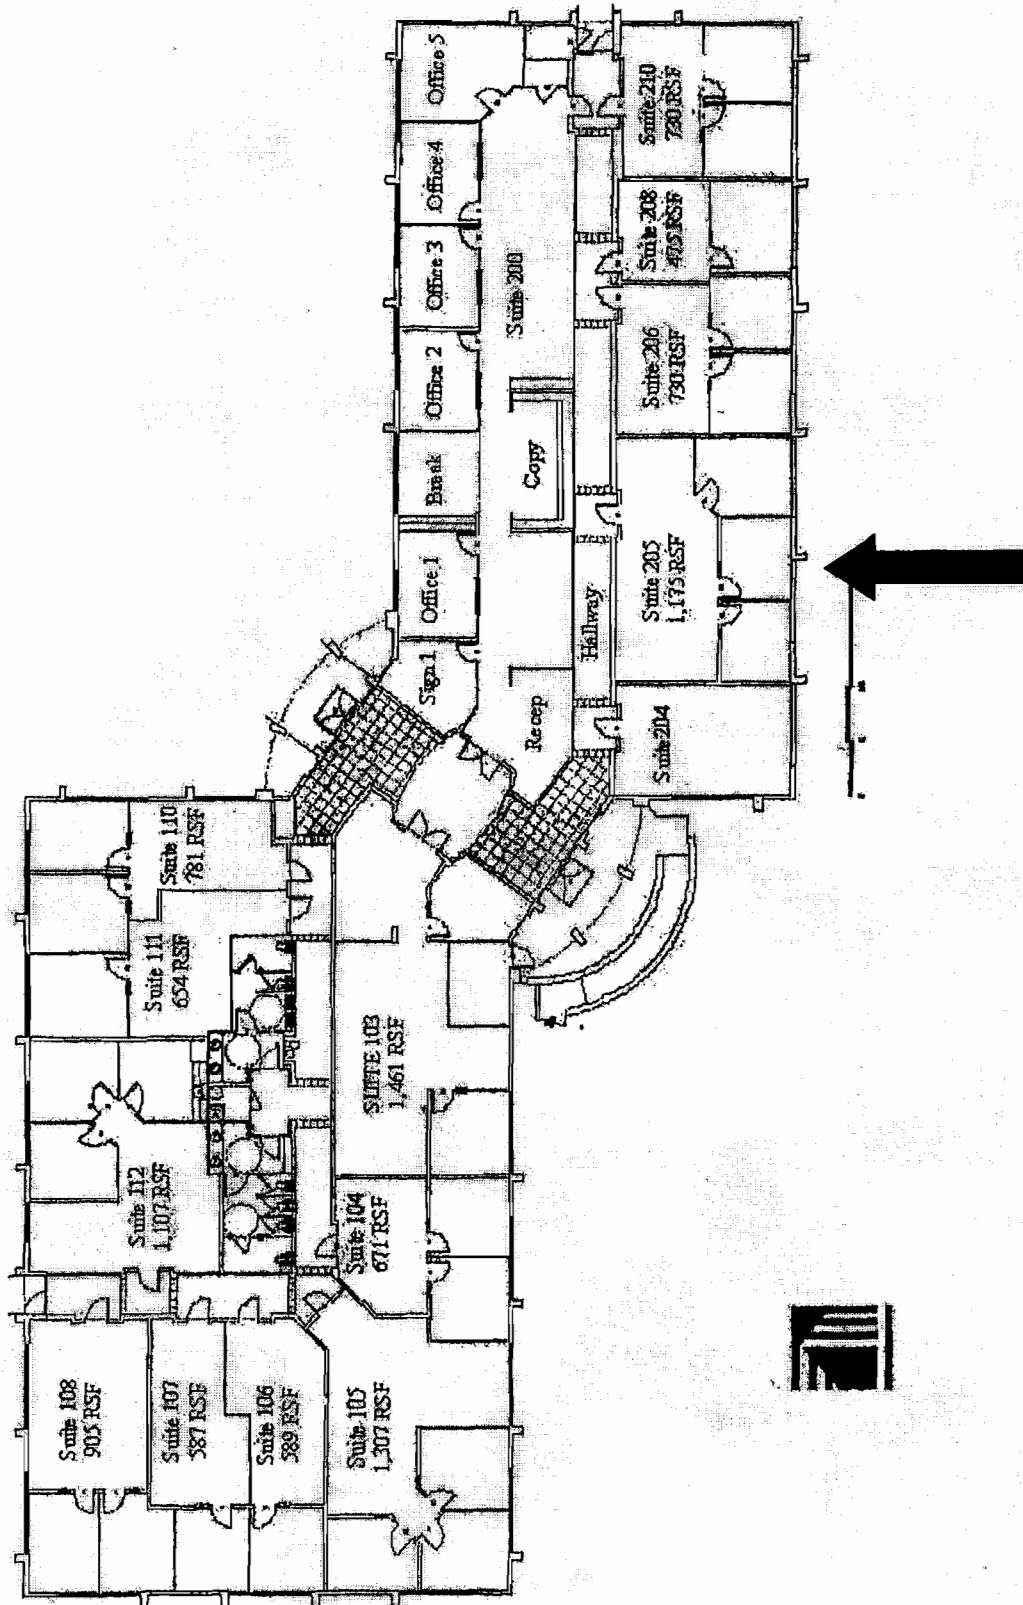 Office 5
Office 4
Office 3
Office 2
Break
Office 1
Sign 1
Suite 200
Copy
Recep
Hallway
Suite 210
730 RSF
Suite 208
475 RSF
Suite 206
730 RSF
Suite 205
1,175 RSF
Suite 204
Suite 110
781 RSF
Suite 111
654 RSF
Suite 112
1,107 RSF
SUITE 103
1,461 RSF
Suite 104
671 RSF
Suite 108
905 RSF
Suite 107
587 RSF
Suite 106
589 RSF
Suite 105
1,307 RSF